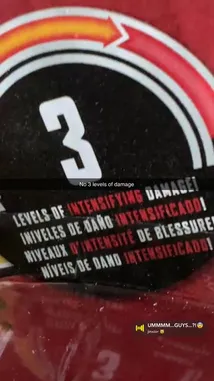 3
No 3 levels of damage
LEVELS OF INTENSIFYING DAMAGE!
¡NIVELES DE DAÑO INTENSIFICADO!
NIVEAUX D'INTENSITÉ DE BLESSURE!
NÍVEIS DE DANO INTENSIFICADO!
UMMMM...GUYS...?! 😨